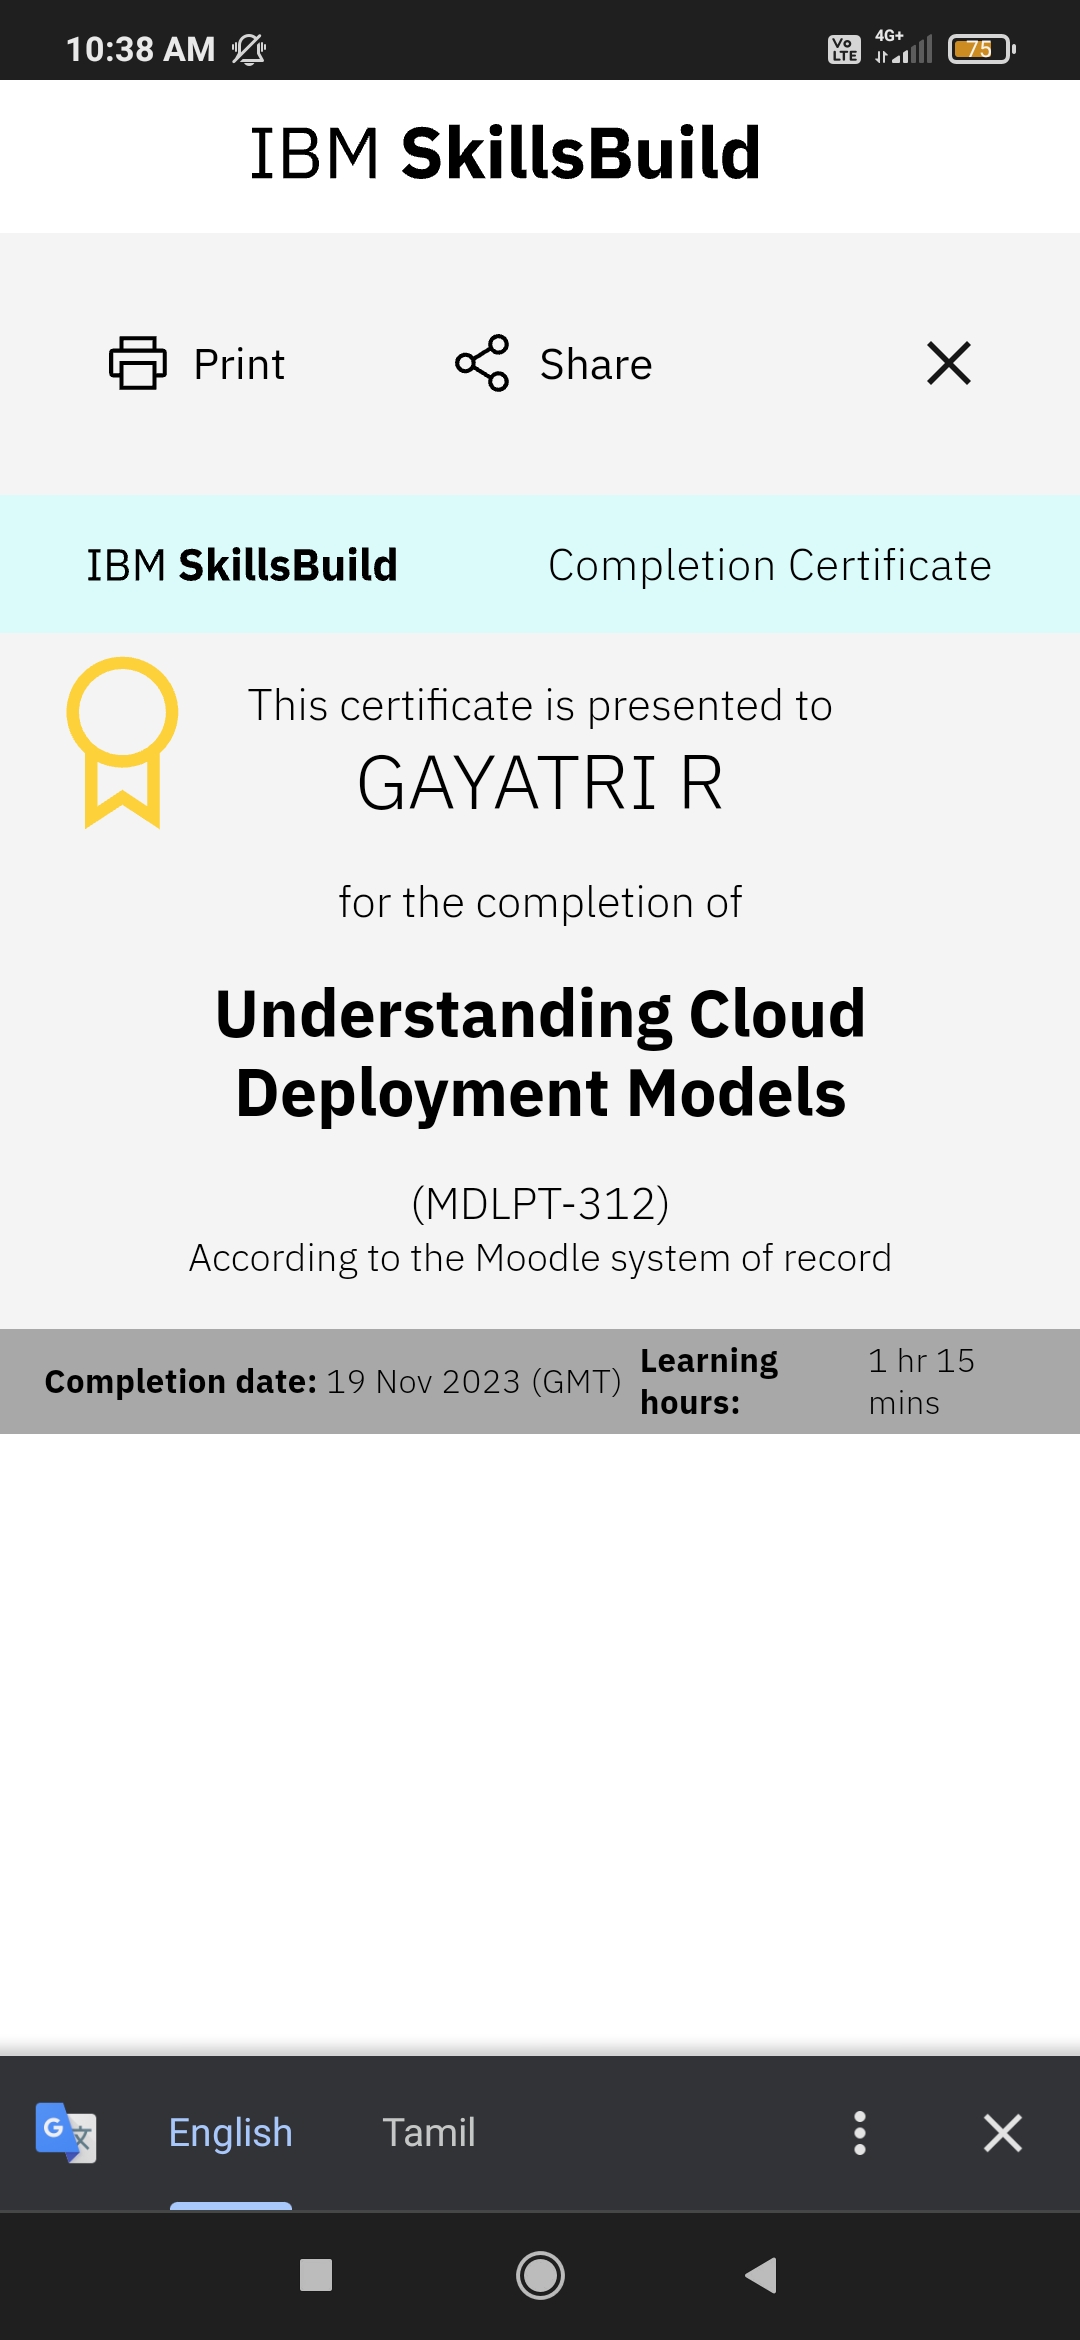 10:38 AM
Vo LTE 4G+ 75
IBM SkillsBuild
Print Share
IBM SkillsBuild Completion Certificate
This certificate is presented to
GAYATRI R
for the completion of
Understanding Cloud
Deployment Models
(MDLPT-312)
According to the Moodle system of record
Completion date: 19 Nov 2023 (GMT) Learning hours: 1 hr 15 mins
G 文 English Tamil